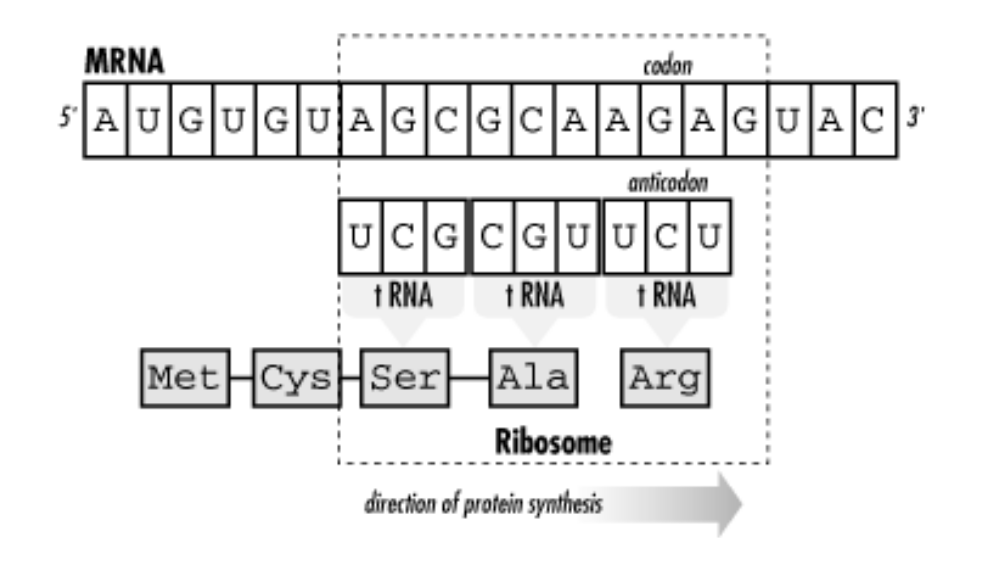 MRNA
codon
5' A U G U G U A G C G C A A G A G U A C 3'
anticodon
U C G C G U U C U
t RNA t RNA t RNA
Met Cys Ser Ala Arg
Ribosome
direction of protein synthesis